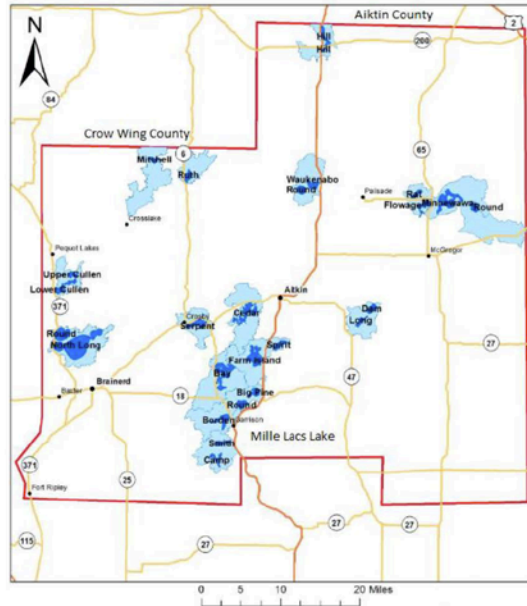 Aiktin County
N
2
Hill
200
Hill
84
Crow Wing County
6
65
Mitchell
Ruth
Waukenabo
Round
Palisade
Rat
Flowage
Minnewawa
Round
Crosslake
Pequot Lakes
McGregor
Upper Cullen
Lower Cullen
371
Aitkin
Crosby
Serpent
Cedar
Dam
Long
Round
North Long
Spirit
27
Farm Island
Bay
47
Baxter
Brainerd
18
Big Pine
Round
Borden
Garrison
Mille Lacs Lake
Smith
Camp
371
25
Fort Ripley
27
27
115
27
0
5
10
20 Miles